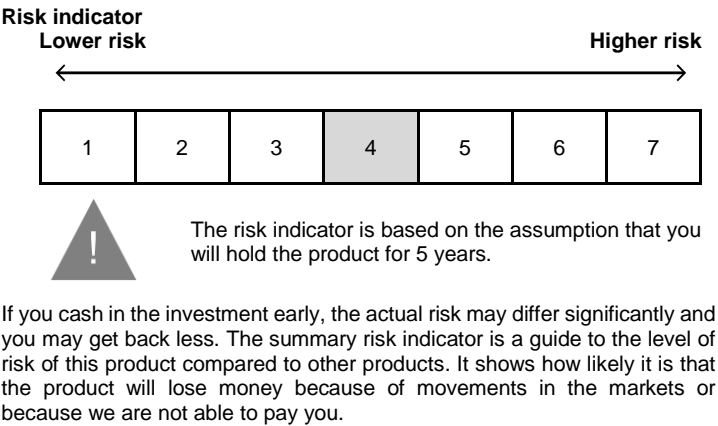 Risk indicator
Lower risk Higher risk
1 2 3 4 5 6 7
!
The risk indicator is based on the assumption that you
will hold the product for 5 years.
If you cash in the investment early, the actual risk may differ significantly and
you may get back less. The summary risk indicator is a guide to the level of
risk of this product compared to other products. It shows how likely it is that
the product will lose money because of movements in the markets or
because we are not able to pay you.